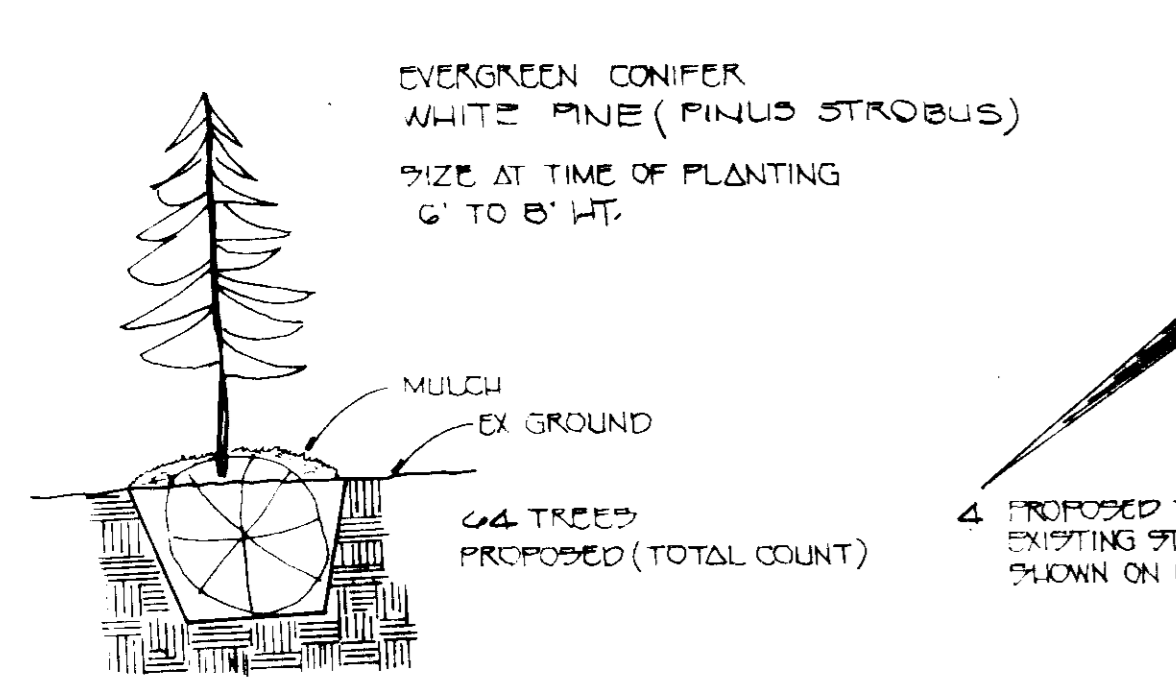 EVERGREEN CONIFER
WHITE PINE (PINUS STROBUS)
SIZE AT TIME OF PLANTING
6' TO 8' HT.
MULCH
EX GROUND
64 TREES
PROPOSED (TOTAL COUNT)
4 PROPOSED
EXISTING
SHOWN ON